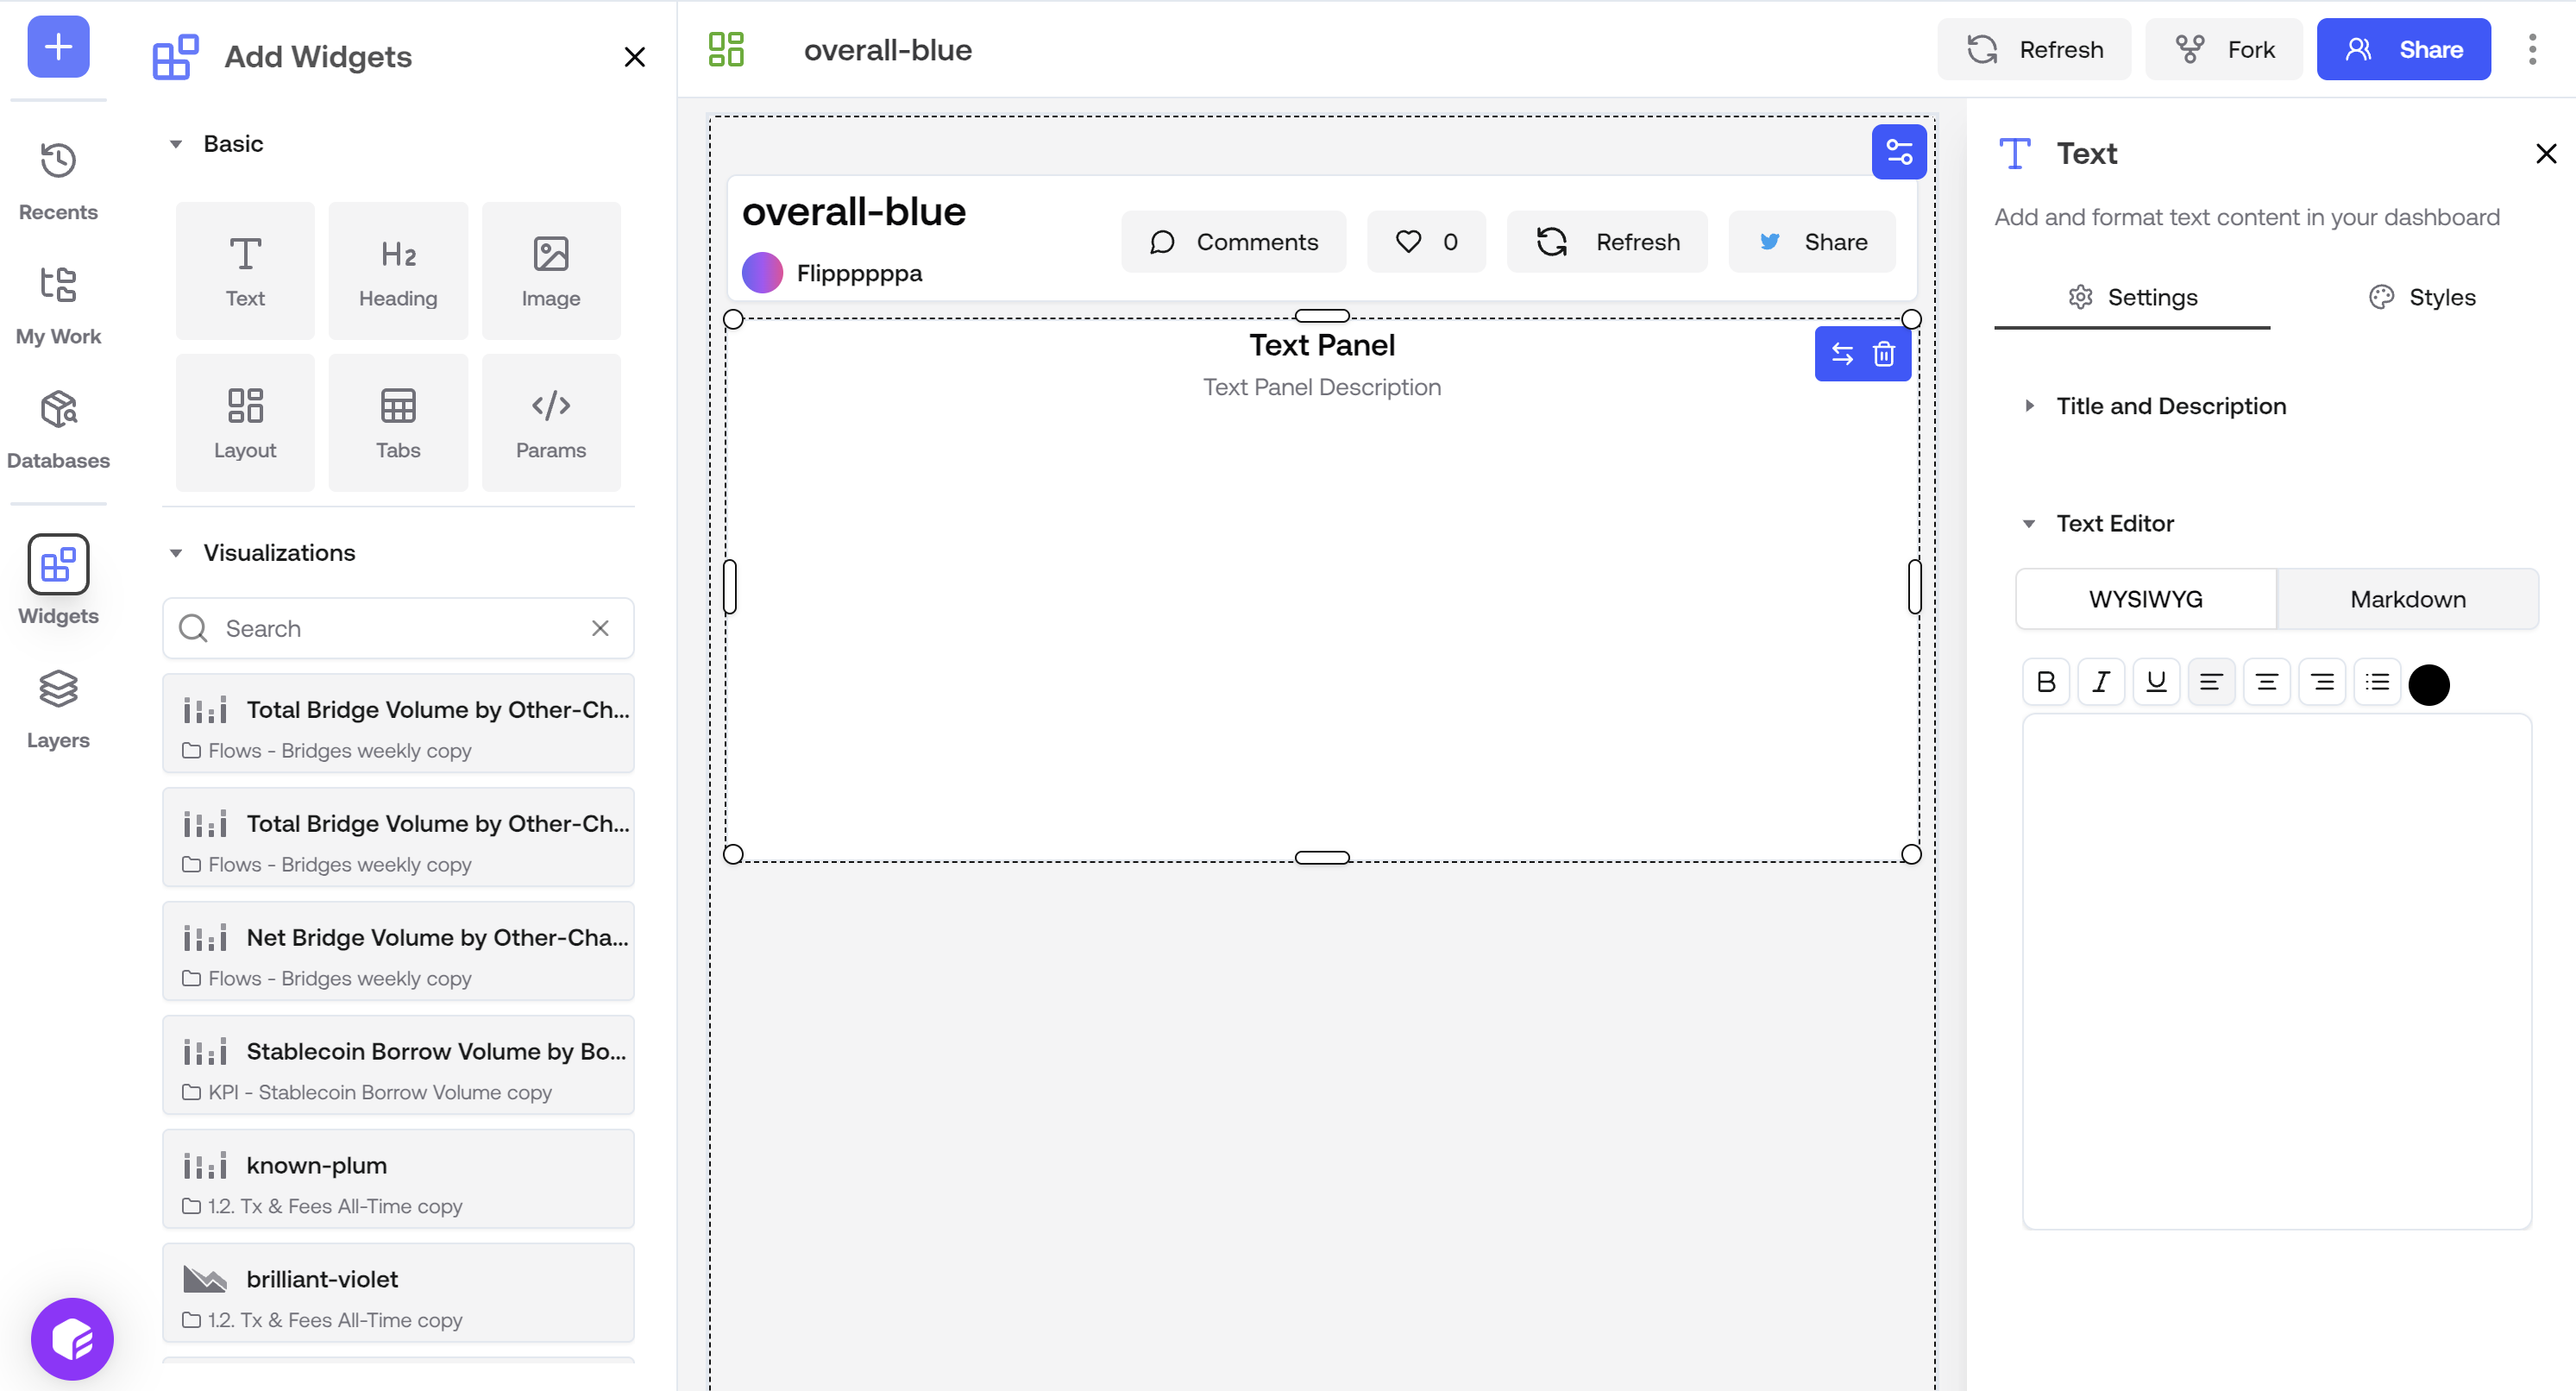 Recents
My Work
Databases
Widgets
Layers
Add Widgets
Basic
Text
Heading
Image
Layout
Tabs
Params
Visualizations
Search
Total Bridge Volume by Other-Ch...
Flows - Bridges weekly copy
Total Bridge Volume by Other-Ch...
Flows - Bridges weekly copy
Net Bridge Volume by Other-Cha...
Flows - Bridges weekly copy
Stablecoin Borrow Volume by Bo...
KPI - Stablecoin Borrow Volume copy
known-plum
1.2. Tx & Fees All-Time copy
brilliant-violet
1.2. Tx & Fees All-Time copy
overall-blue
Refresh
Fork
Share
overall-blue
Flippppppa
Comments
0
Refresh
Share
Text Panel
Text Panel Description
Text
Add and format text content in your dashboard
Settings
Styles
Title and Description
Text Editor
WYSIWYG
Markdown